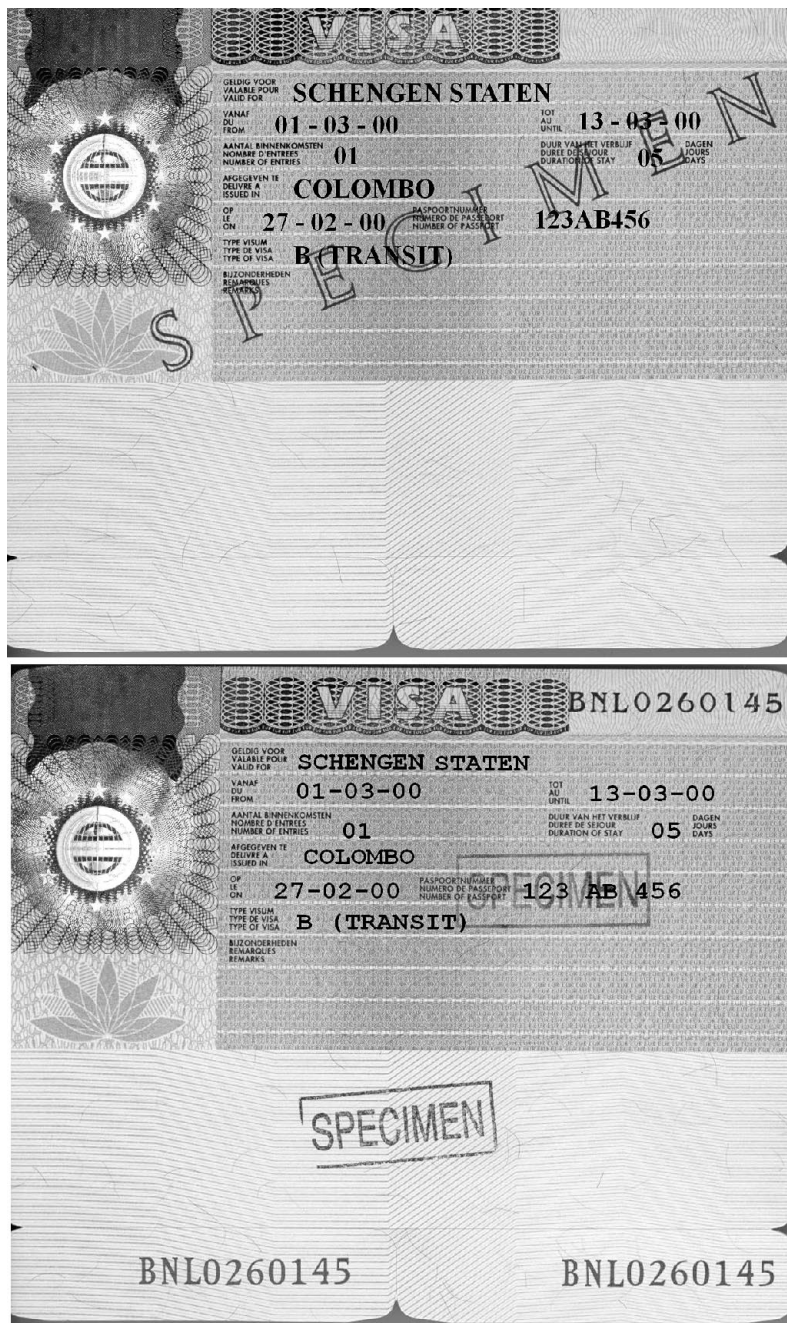 VISA
GELDIG VOOR
VALABLE POUR
VALID FOR
SCHENGEN STATEN
VANAF
DU
FROM
01 - 03 - 00
TOT
AU
UNTIL
13 - 03 - 00
AANTAL BINNENKOMSTEN
NOMBRE D'ENTREES
NUMBER OF ENTRIES
01
DUUR VAN HET VERBLIJF
DUREE DE SEJOUR
DURATION OF STAY
05
DAGEN
JOURS
DAYS
AFGEGEVEN TE
DELIVRE A
ISSUED IN
COLOMBO
OP
LE
ON
27 - 02 - 00
PASPOORTNUMMER
NUMERO DE PASSEPORT
NUMBER OF PASSPORT
123AB456
TYPE VISUM
TYPE DE VISA
TYPE OF VISA
B (TRANSIT)
BIJZONDERHEDEN
REMARQUES
REMARKS
SPECIMEN
VISA
BNL0260145
GELDIG VOOR
VALABLE POUR
VALID FOR
SCHENGEN STATEN
VANAF
DU
FROM
01-03-00
TOT
AU
UNTIL
13-03-00
AANTAL BINNENKOMSTEN
NOMBRE D'ENTREES
NUMBER OF ENTRIES
01
DUUR VAN HET VERBLIJF
DUREE DE SEJOUR
DURATION OF STAY
05
DAGEN
JOURS
DAYS
AFGEGEVEN TE
DELIVRE A
ISSUED IN
COLOMBO
OP
LE
ON
27-02-00
PASPOORTNUMMER
NUMERO DE PASSEPORT
NUMBER OF PASSPORT
123 AB 456
SPECIMEN
TYPE VISUM
TYPE DE VISA
TYPE OF VISA
B (TRANSIT)
BIJZONDERHEDEN
REMARQUES
REMARKS
SPECIMEN
BNL0260145
BNL0260145